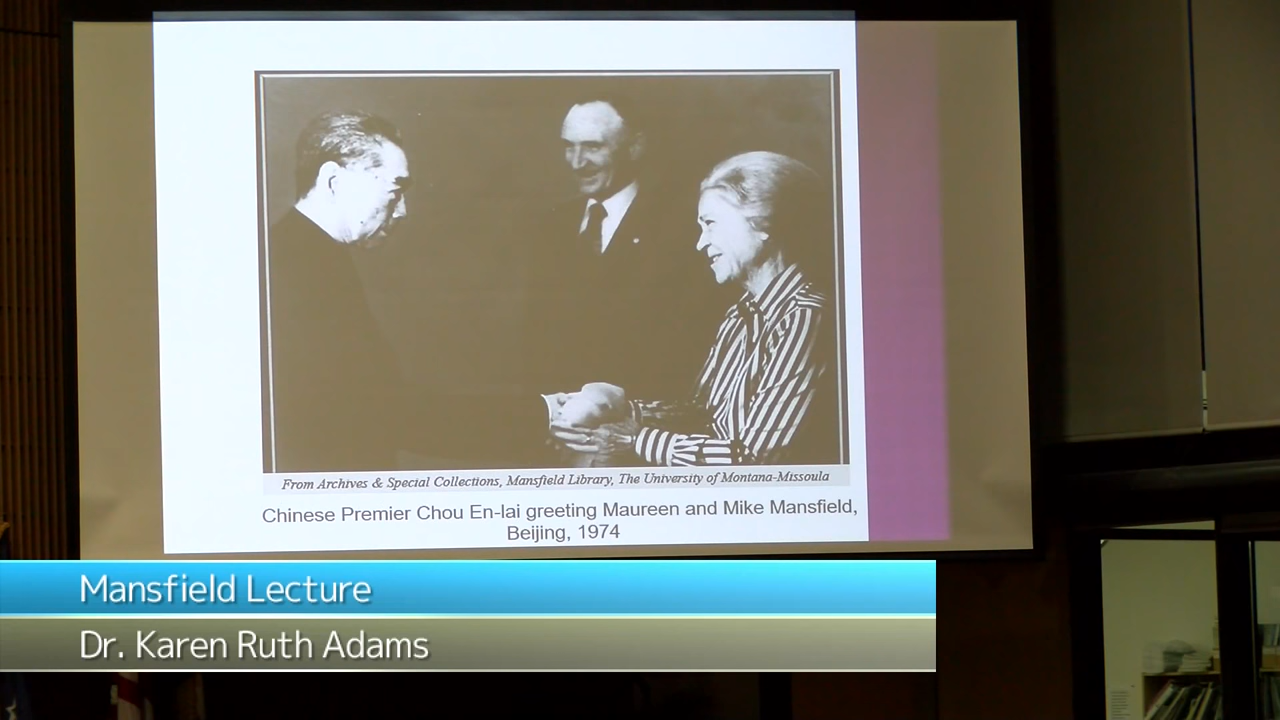 From Archives & Special Collections, Mansfield Library, The University of Montana-Missoula
Chinese Premier Chou En-lai greeting Maureen and Mike Mansfield,
Beijing, 1974
Mansfield Lecture
Dr. Karen Ruth Adams